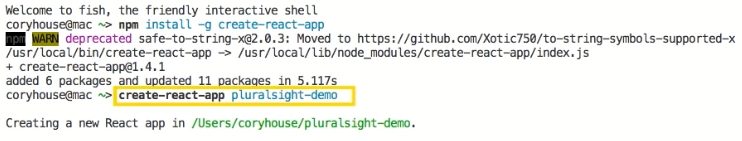 Welcome to fish, the friendly interactive shell
coryhouse@mac ~> npm install -g create-react-app
npm WARN deprecated safe-to-string-x@2.0.3: Moved to https://github.com/Xotic750/to-string-symbols-supported-x
/usr/local/bin/create-react-app -> /usr/local/lib/node_modules/create-react-app/index.js
+ create-react-app@1.4.1
added 6 packages and updated 11 packages in 5.117s
coryhouse@mac ~> create-react-app pluralsight-demo
Creating a new React app in /Users/coryhouse/pluralsight-demo.